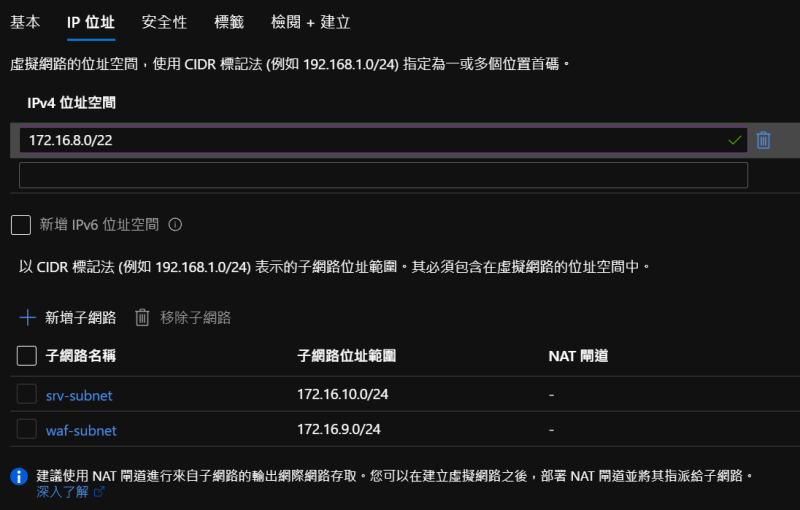 基本 IP 位址 安全性 標籤 檢閱 + 建立
虛擬網路的位址空間，使用 CIDR 標記法 (例如 192.168.1.0/24) 指定為一或多個位置首碼。
IPv4 位址空間
172.16.8.0/22
新增 IPv6 位址空間
以 CIDR 標記法 (例如 192.168.1.0/24) 表示的子網路位址範圍。其必須包含在虛擬網路的位址空間中。
新增子網路 移除子網路
子網路名稱 子網路位址範圍 NAT 閘道
srv-subnet 172.16.10.0/24 -
waf-subnet 172.16.9.0/24 -
建議使用 NAT 閘道進行來自子網路的輸出網際網路存取。您可以在建立虛擬網路之後，部署 NAT 閘道並將其指派給子網路。
深入了解